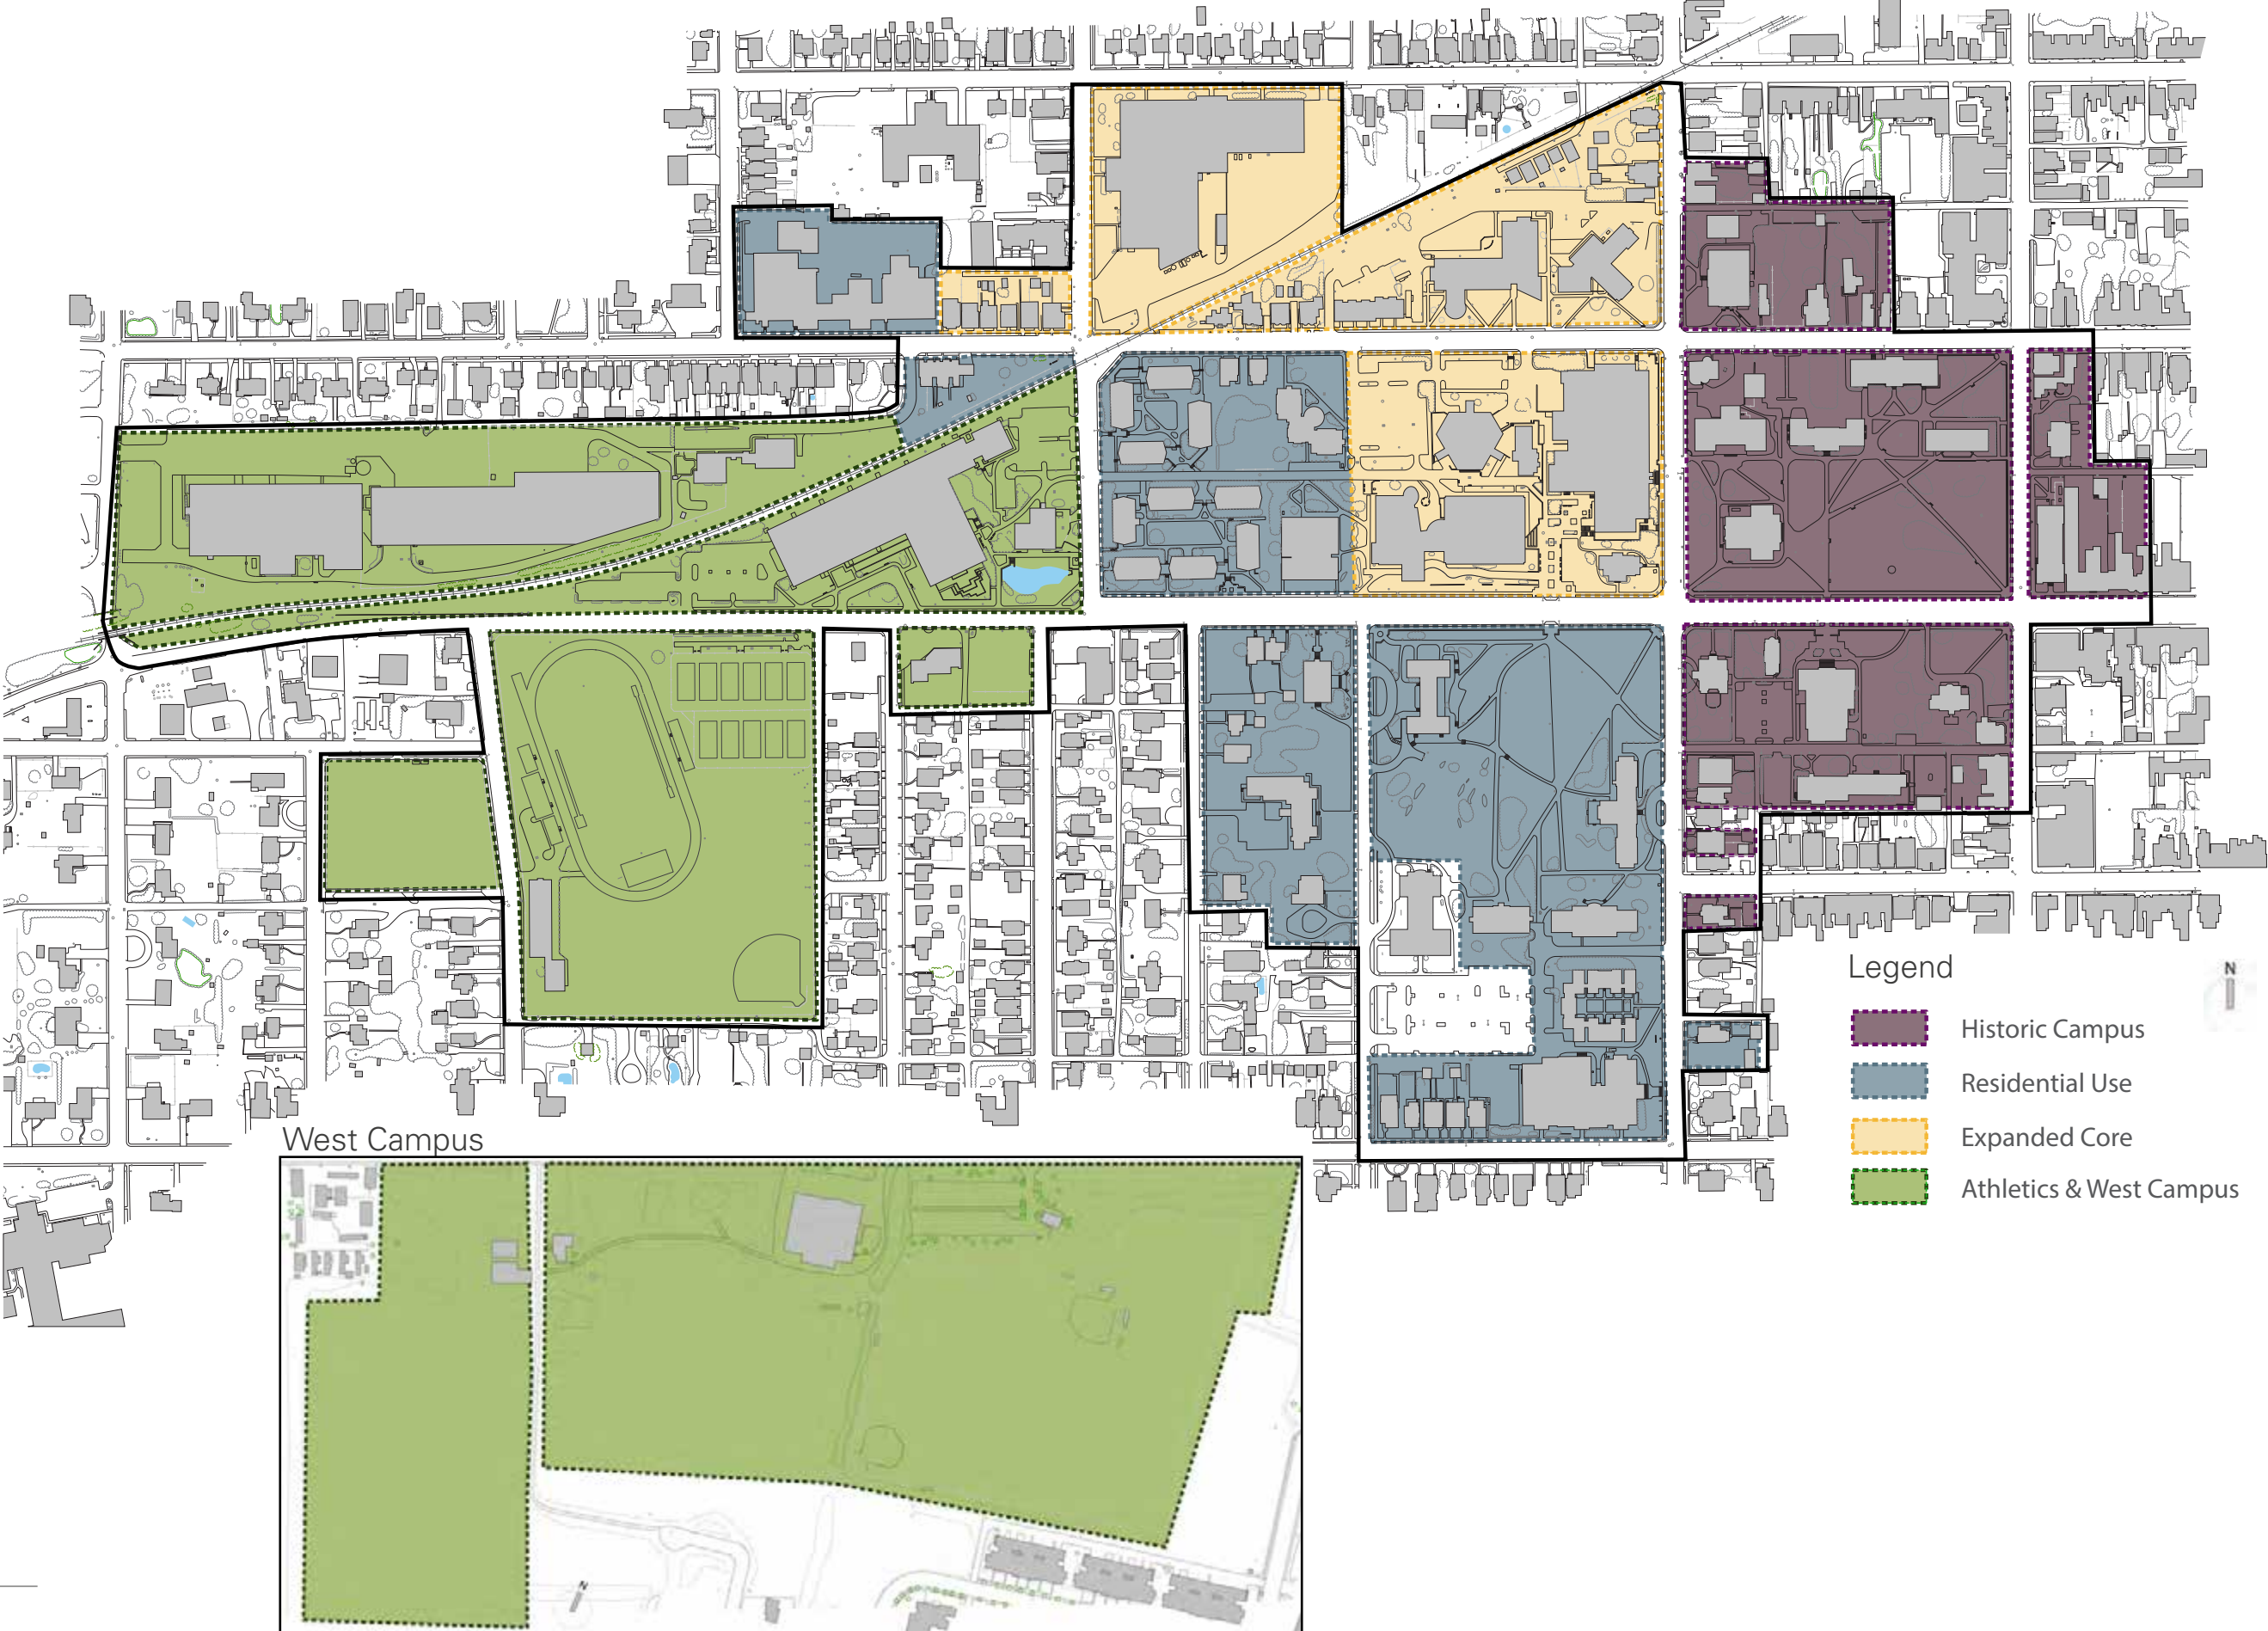 Legend
N
Historic Campus
Residential Use
Expanded Core
Athletics & West Campus
West Campus
N